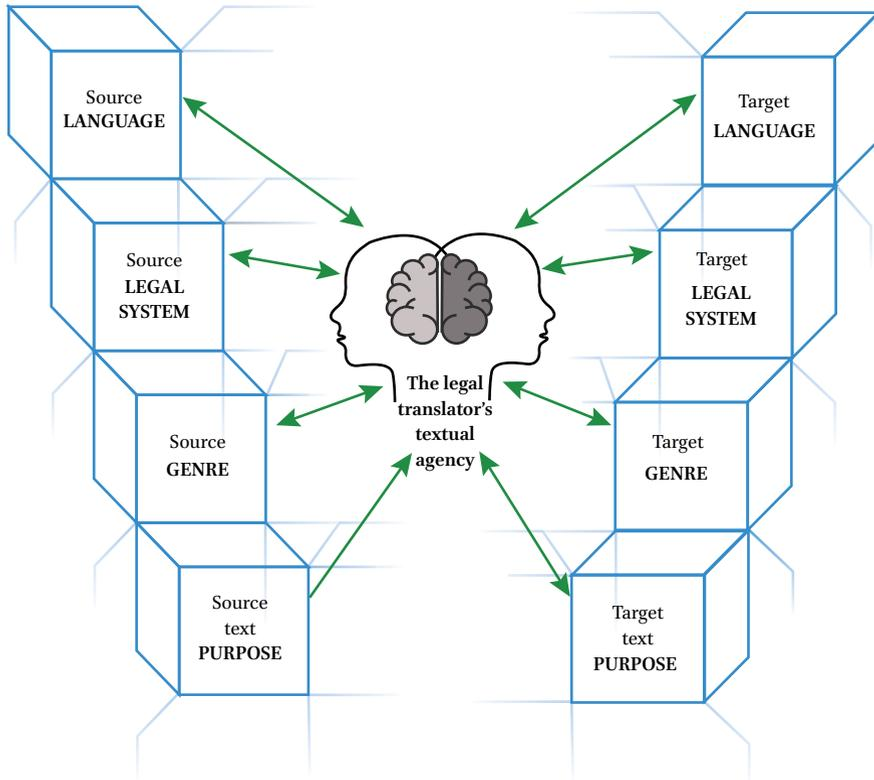 Source
LANGUAGE
Source
LEGAL
SYSTEM
Source
GENRE
Source
text
PURPOSE
The legal
translator’s
textual
agency
Target
LANGUAGE
Target
LEGAL
SYSTEM
Target
GENRE
Target
text
PURPOSE